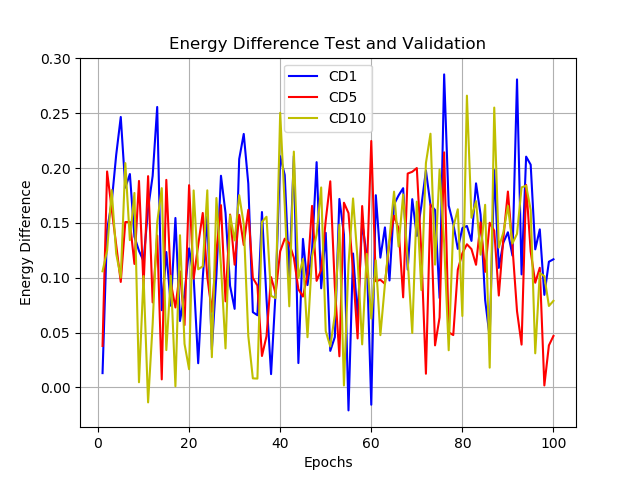 Energy Difference Test and Validation
CD1
CD5
CD10
0.30
0.25
0.20
0.15
0.10
0.05
0.00
Energy Difference
0 20 40 60 80 100
Epochs